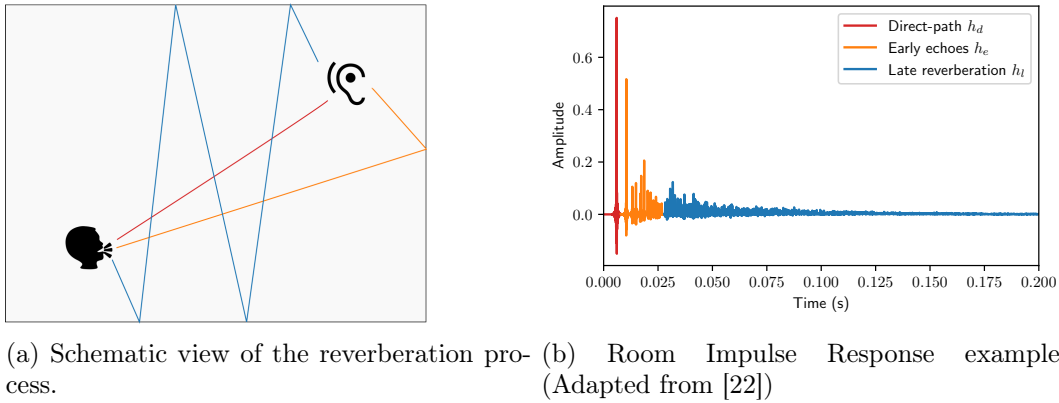 Direct-path h_d
Early echoes h_e
Late reverberation h_l
Amplitude
0.6
0.4
0.2
0.0
0.000 0.025 0.050 0.075 0.100 0.125 0.150 0.175 0.200
Time (s)
(a) Schematic view of the reverberation pro-
cess.
(b) Room Impulse Response example
(Adapted from [22])